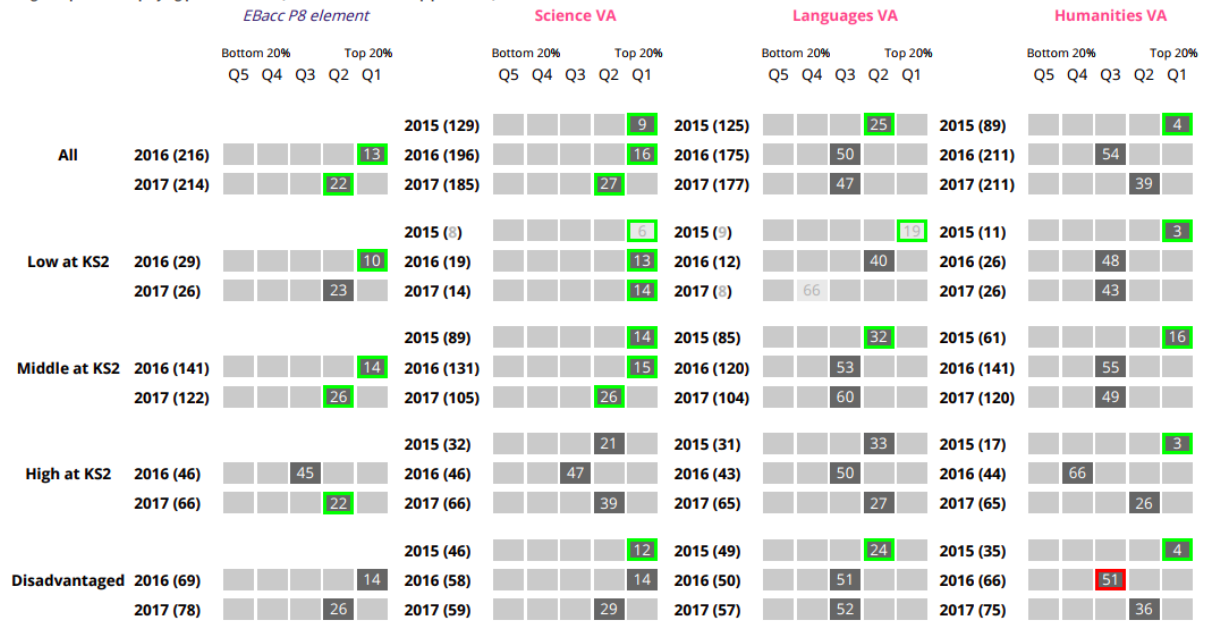 EBacc P8 element Science VA Languages VA Humanities VA
Bottom 20% Top 20% Bottom 20% Top 20% Bottom 20% Top 20% Bottom 20% Top 20%
Q5 Q4 Q3 Q2 Q1 Q5 Q4 Q3 Q2 Q1 Q5 Q4 Q3 Q2 Q1 Q5 Q4 Q3 Q2 Q1
2015 (129) 9 2015 (125) 25 2015 (89) 4
All 2016 (216) 13 2016 (196) 16 2016 (175) 50 2016 (211) 54
2017 (214) 22 2017 (185) 27 2017 (177) 47 2017 (211) 39
2015 (8) 6 2015 (9) 19 2015 (11) 3
Low at KS2 2016 (29) 10 2016 (19) 13 2016 (12) 40 2016 (26) 48
2017 (26) 23 2017 (14) 14 2017 (8) 66 2017 (26) 43
2015 (89) 14 2015 (85) 32 2015 (61) 16
Middle at KS2 2016 (141) 14 2016 (131) 15 2016 (120) 53 2016 (141) 55
2017 (122) 26 2017 (105) 26 2017 (104) 60 2017 (120) 49
2015 (32) 21 2015 (31) 33 2015 (17) 3
High at KS2 2016 (46) 45 2016 (46) 47 2016 (43) 50 2016 (44) 66
2017 (66) 22 2017 (66) 39 2017 (65) 27 2017 (65) 26
2015 (46) 12 2015 (49) 24 2015 (35) 4
Disadvantaged 2016 (69) 14 2016 (58) 14 2016 (50) 51 2016 (66) 51
2017 (78) 26 2017 (59) 29 2017 (57) 52 2017 (75) 36